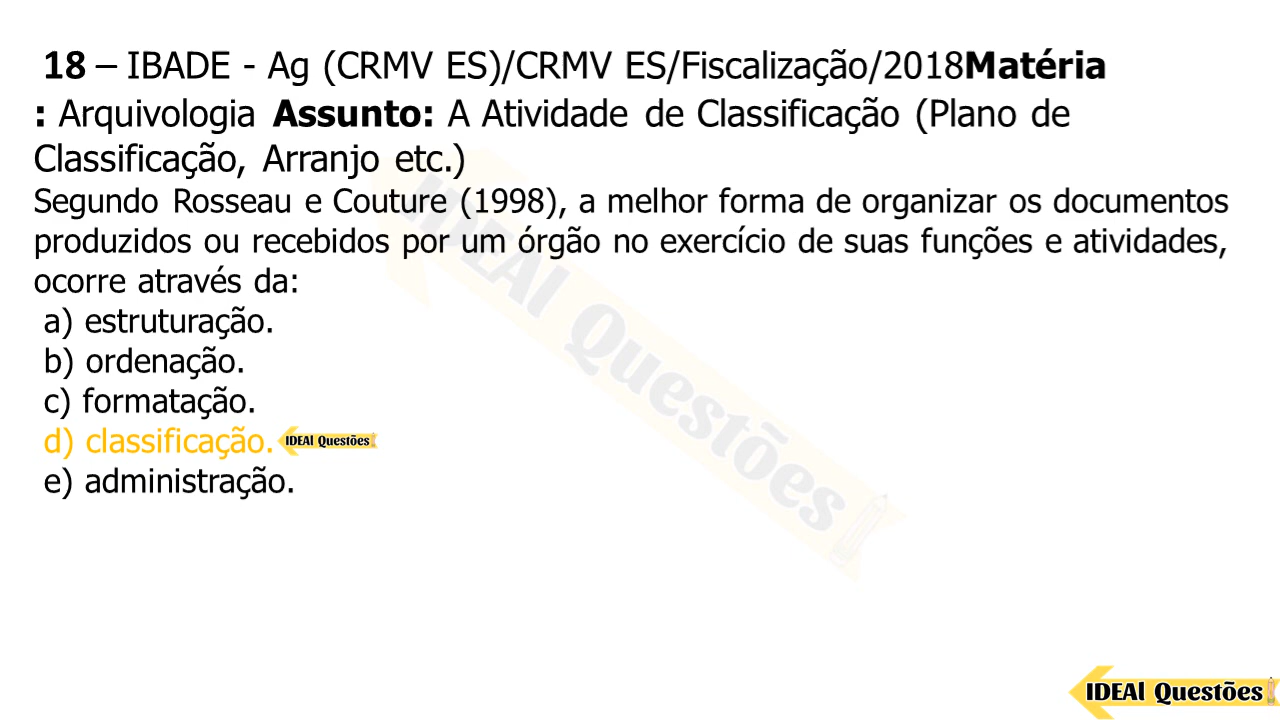 18 – IBADE - Ag (CRMV ES)/CRMV ES/Fiscalização/2018Matéria
: Arquivologia Assunto: A Atividade de Classificação (Plano de
Classificação, Arranjo etc.)
Segundo Rosseau e Couture (1998), a melhor forma de organizar os documentos
produzidos ou recebidos por um órgão no exercício de suas funções e atividades,
ocorre através da:
a) estruturação.
b) ordenação.
c) formatação.
d) classificação. IDEAl Questões
e) administração.
IDEAl Questões
IDEAl Questões